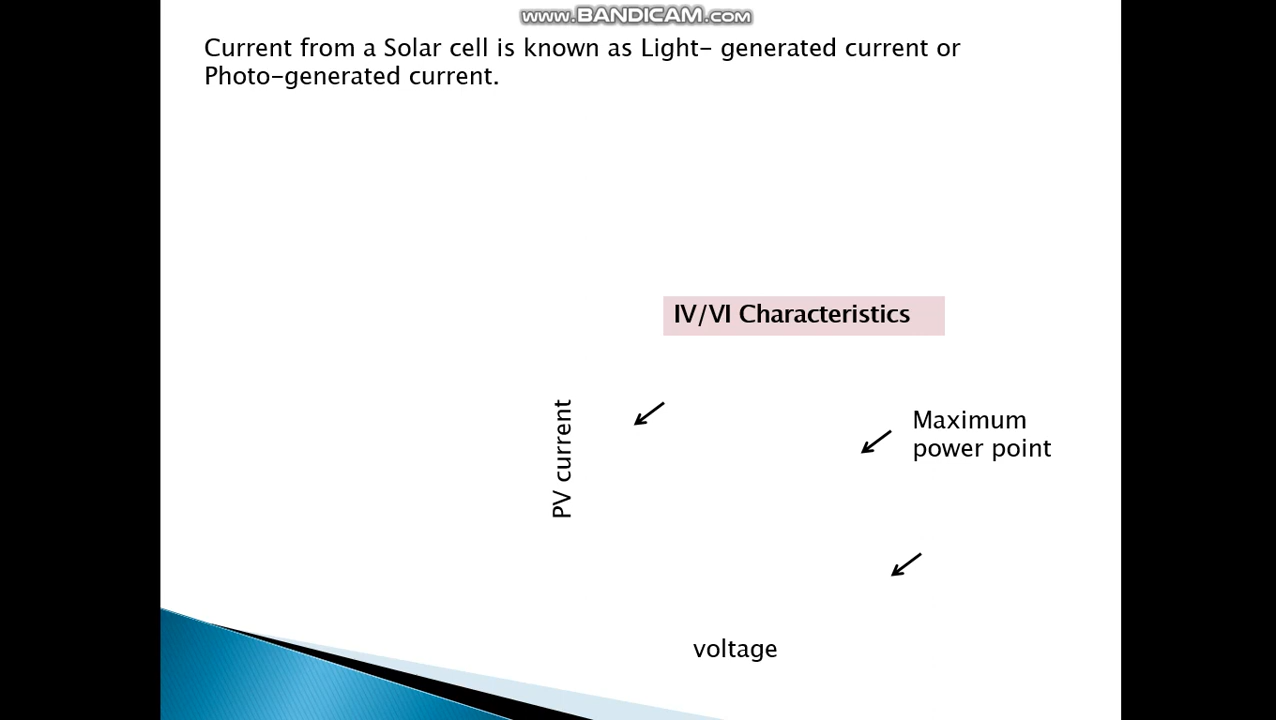 www.BANDICAM.com
Current from a Solar cell is known as Light- generated current or
Photo-generated current.
IV/VI Characteristics
PV current
Maximum
power point
voltage